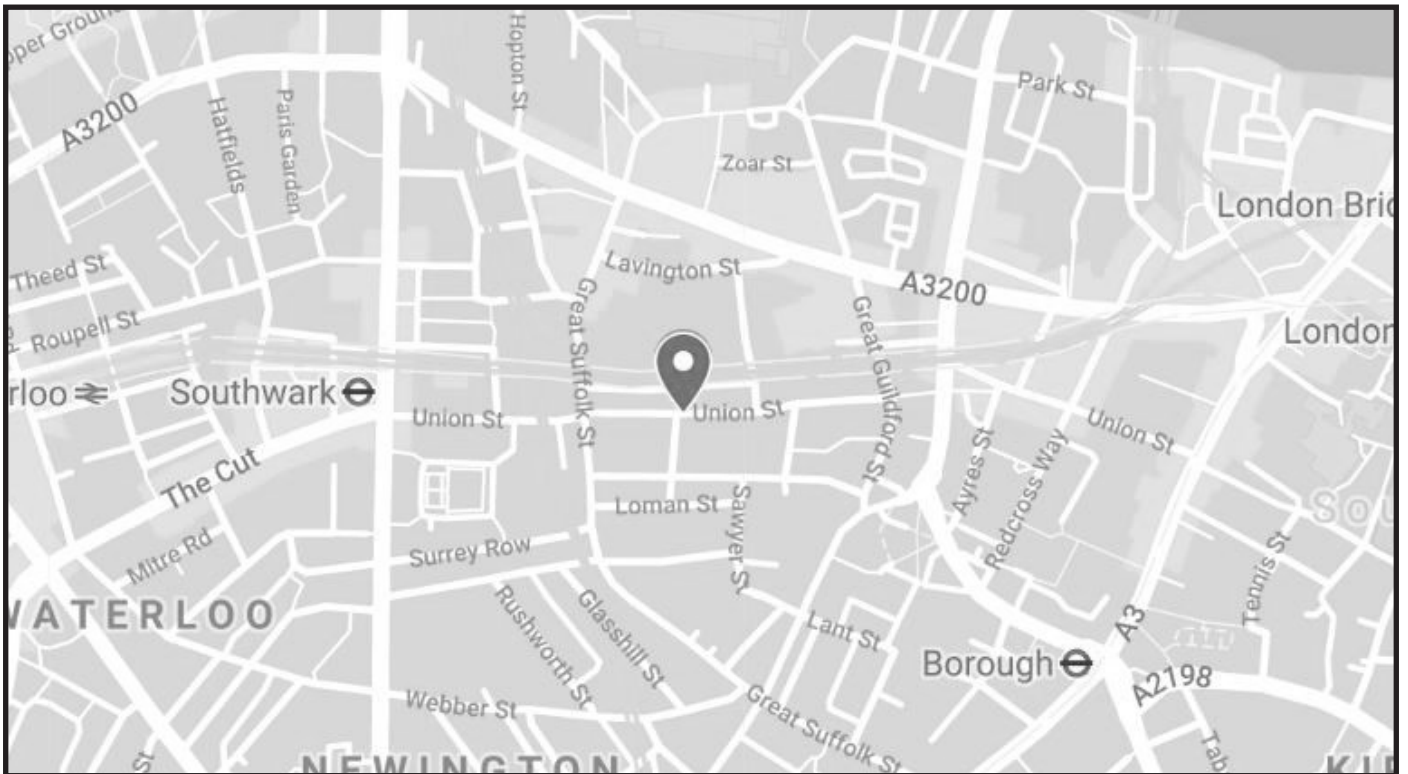 Hopton St
Park St
A3200
Hatfields
Paris Garden
Zoar St
London Bri
Theed St
Lavington St
A3200
Roupell St
Great Suffolk St
Great Guildford St
London
rloo
Southwark
Union St
Union St
Union St
The Cut
Ayres St
Redcross Way
Loman St
Sawyer St
Sou
Mitre Rd
Surrey Row
Tennis St
WATERLOO
Rushworth St
Glasshill St
Lant St
A3
Borough
A2198
Webber St
Great Suffolk St
Tab
St
NEWINGTON